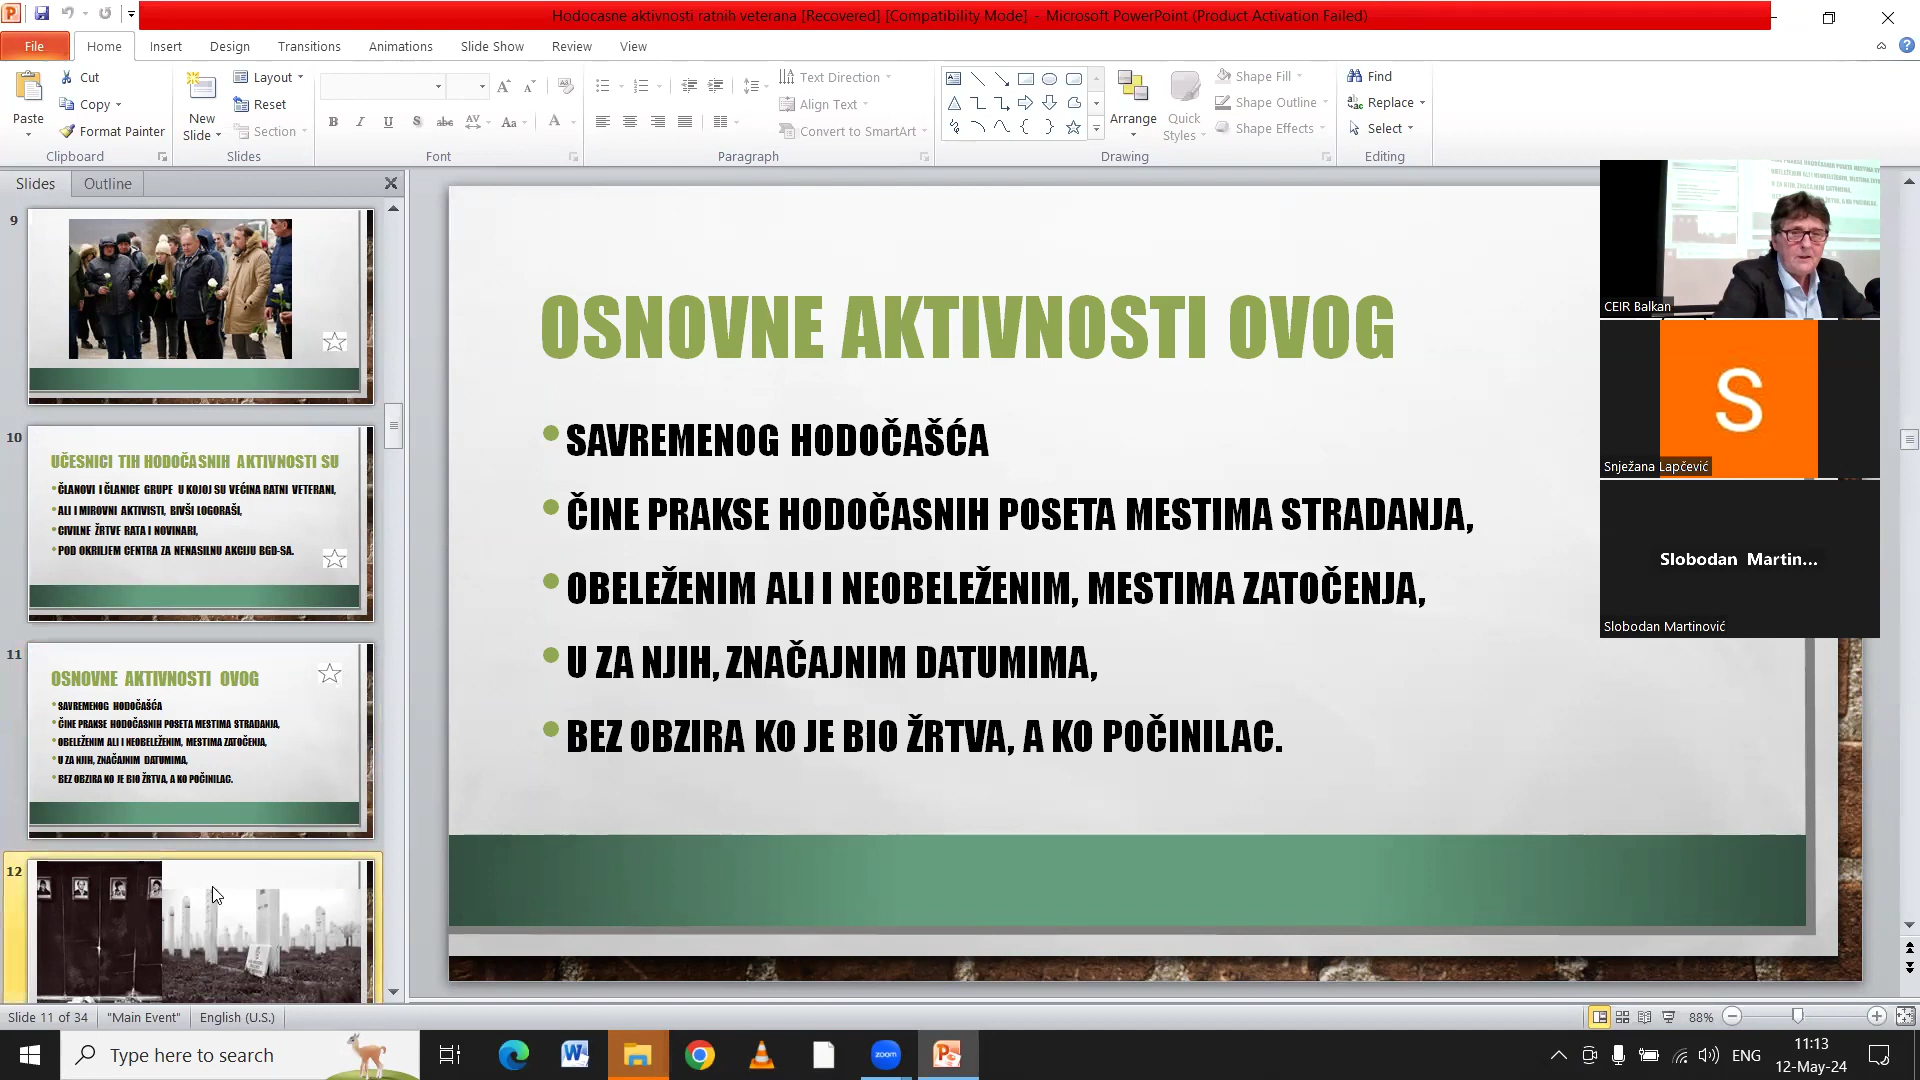 Hodocasne aktivnosti ratnih veterana [Recovered] [Compatibility Mode] - Microsoft PowerPoint (Product Activation Failed)
File Home Insert Design Transitions Animations Slide Show Review View
Paste
Cut
Copy
Format Painter
Clipboard
New Slide
Layout
Reset
Section
Slides
Font
Text Direction
Align Text
Convert to SmartArt
Paragraph
Arrange
Quick Styles
Shape Fill
Shape Outline
Shape Effects
Drawing
Find
Replace
Select
Editing
Slides Outline
9
10
UČESNICI TIH HODOČASNIH AKTIVNOSTI SU
ČLANOVI I ČLANICE GRUPE U KOJOJ SU VEĆINA RATNI VETERANI,
ALI I MIROVNI AKTIVISTI, BIVŠI LOGORAŠI,
CIVILNE ŽRTVE RATA I NOVINARI,
POD OKRILJEM CENTRA ZA NENASILNU AKCIJU BGD-SA.
11
OSNOVNE AKTIVNOSTI OVOG
SAVREMENOG HODOČAŠĆA
ČINE PRAKSE HODOČASNIH POSETA MESTIMA STRADANJA,
OBELEŽENIM ALI I NEOBELEŽENIM, MESTIMA ZATOČENJA,
U ZA NJIH, ZNAČAJNIM DATUMIMA,
BEZ OBZIRA KO JE BIO ŽRTVA, A KO POČINILAC.
12
OSNOVNE AKTIVNOSTI OVOG
• SAVREMENOG HODOČAŠĆA
• ČINE PRAKSE HODOČASNIH POSETA MESTIMA STRADANJA,
• OBELEŽENIM ALI I NEOBELEŽENIM, MESTIMA ZATOČENJA,
• U ZA NJIH, ZNAČAJNIM DATUMIMA,
• BEZ OBZIRA KO JE BIO ŽRTVA, A KO POČINILAC.
CEIR Balkan
S
Snježana Lapčević
Slobodan Martin...
Slobodan Martinović
Slide 11 of 34 "Main Event" English (U.S.)
88%
Type here to search
zoom
ENG
11:13
12-May-24